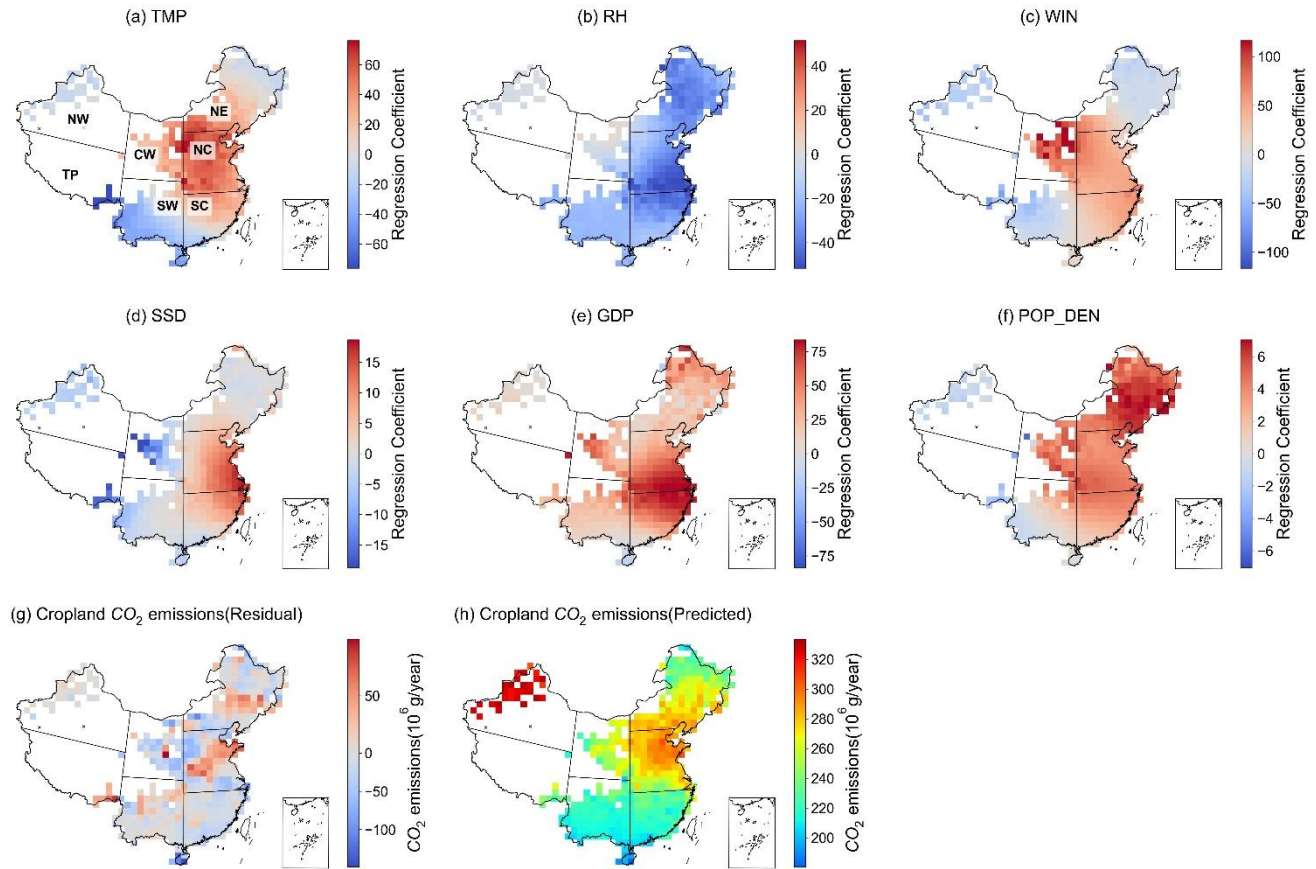 (a) TMP
(b) RH
(c) WIN
NW
NE
CW
NC
TP
SW
SC
60
40
20
0
−20
−40
−60
Regression Coefficient
40
20
0
−20
−40
Regression Coefficient
100
50
0
−50
−100
Regression Coefficient
(d) SSD
(e) GDP
(f) POP_DEN
15
10
5
0
−5
−10
−15
Regression Coefficient
75
50
25
0
−25
−50
−75
Regression Coefficient
6
4
2
0
−2
−4
−6
Regression Coefficient
(g) Cropland CO₂ emissions(Residual)
(h) Cropland CO₂ emissions(Predicted)
50
0
−50
−100
CO₂ emissions(10⁶ g/year)
320
300
280
260
240
220
200
CO₂ emissions(10⁶ g/year)